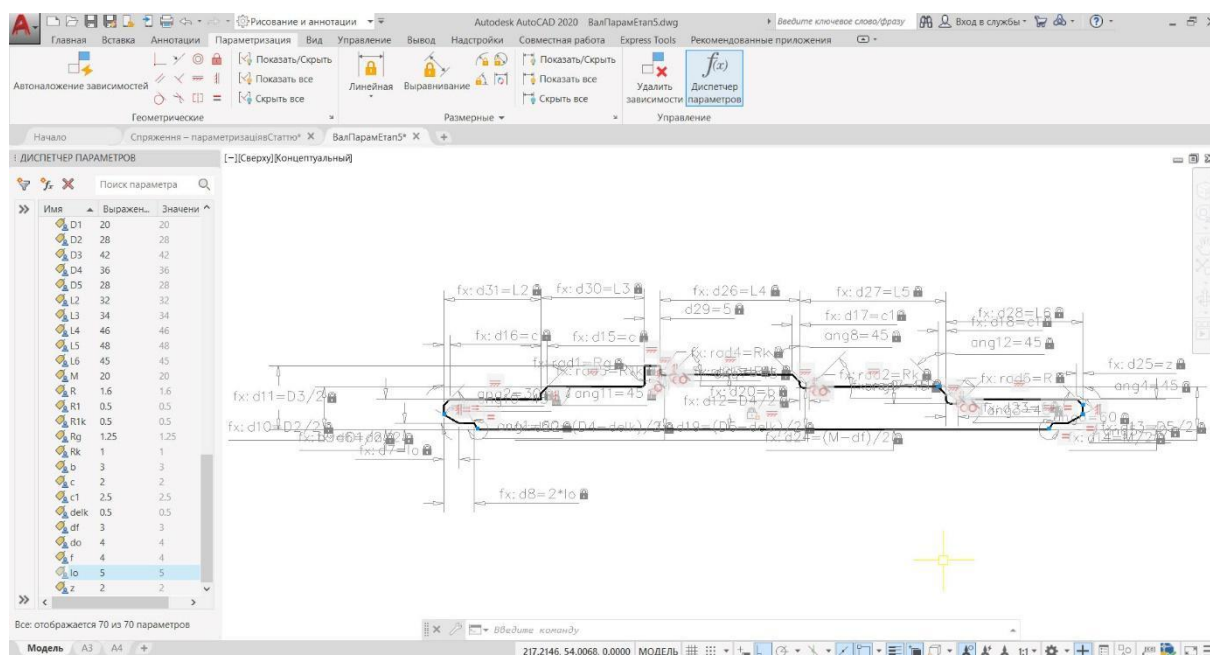 Рисование и аннотации
Autodesk AutoCAD 2020 ВалПарамЕтап5.dwg
Введите ключевое слово/фразу
Вход в службы
Главная Вставка Аннотации Параметризация Вид Управление Вывод Надстройки Совместная работа Express Tools Рекомендованные приложения
Автоналожение зависимостей
Показать/Скрыть
Показать все
Скрыть все
Геометрические
Линейная
Выравнивание
Показать/Скрыть
Показать все
Скрыть все
Размерные
Удалить зависимости
f(x)
Диспетчер параметров
Управление
Начало
Спряження – параметризаціявСтаттю*
ВалПарамЕтап5*
ДИСПЕТЧЕР ПАРАМЕТРОВ
[−][Сверху][Концептуальный]
Поиск параметра
Имя Выражен... Значени
D1 20 20
D2 28 28
D3 42 42
D4 36 36
D5 28 28
L2 32 32
L3 34 34
L4 46 46
L5 48 48
L6 45 45
M 20 20
R 1.6 1.6
R1 0.5 0.5
R1k 0.5 0.5
Rg 1.25 1.25
Rk 1 1
b 3 3
c 2 2
c1 2.5 2.5
delk 0.5 0.5
df 3 3
do 4 4
f 4 4
lo 5 5
z 2 2
Все: отображается 70 из 70 параметров
fx: d31=L2
fx: d30=L3
fx: d26=L4
fx: d27=L5
d29=5
fx: d17=c1
fx: d28=L6
fx: d16=c
fx: d15=c
ang8=45
ang12=45
fx: rad1=Rg
fx: rad4=Rk
fx: d25=z
fx: rad2=Rk
fx: rad6=R
ang4=45
fx: d11=D3/2
ang11=45
fx: d12=D4/2
fx: d10=D2/2
fx: d24=(M-df)/2
fx: d7=lo
fx: d8=2*lo
Введите команду
Модель А3 А4
217.2146, 54.0068, 0.0000 МОДЕЛЬ
1:1